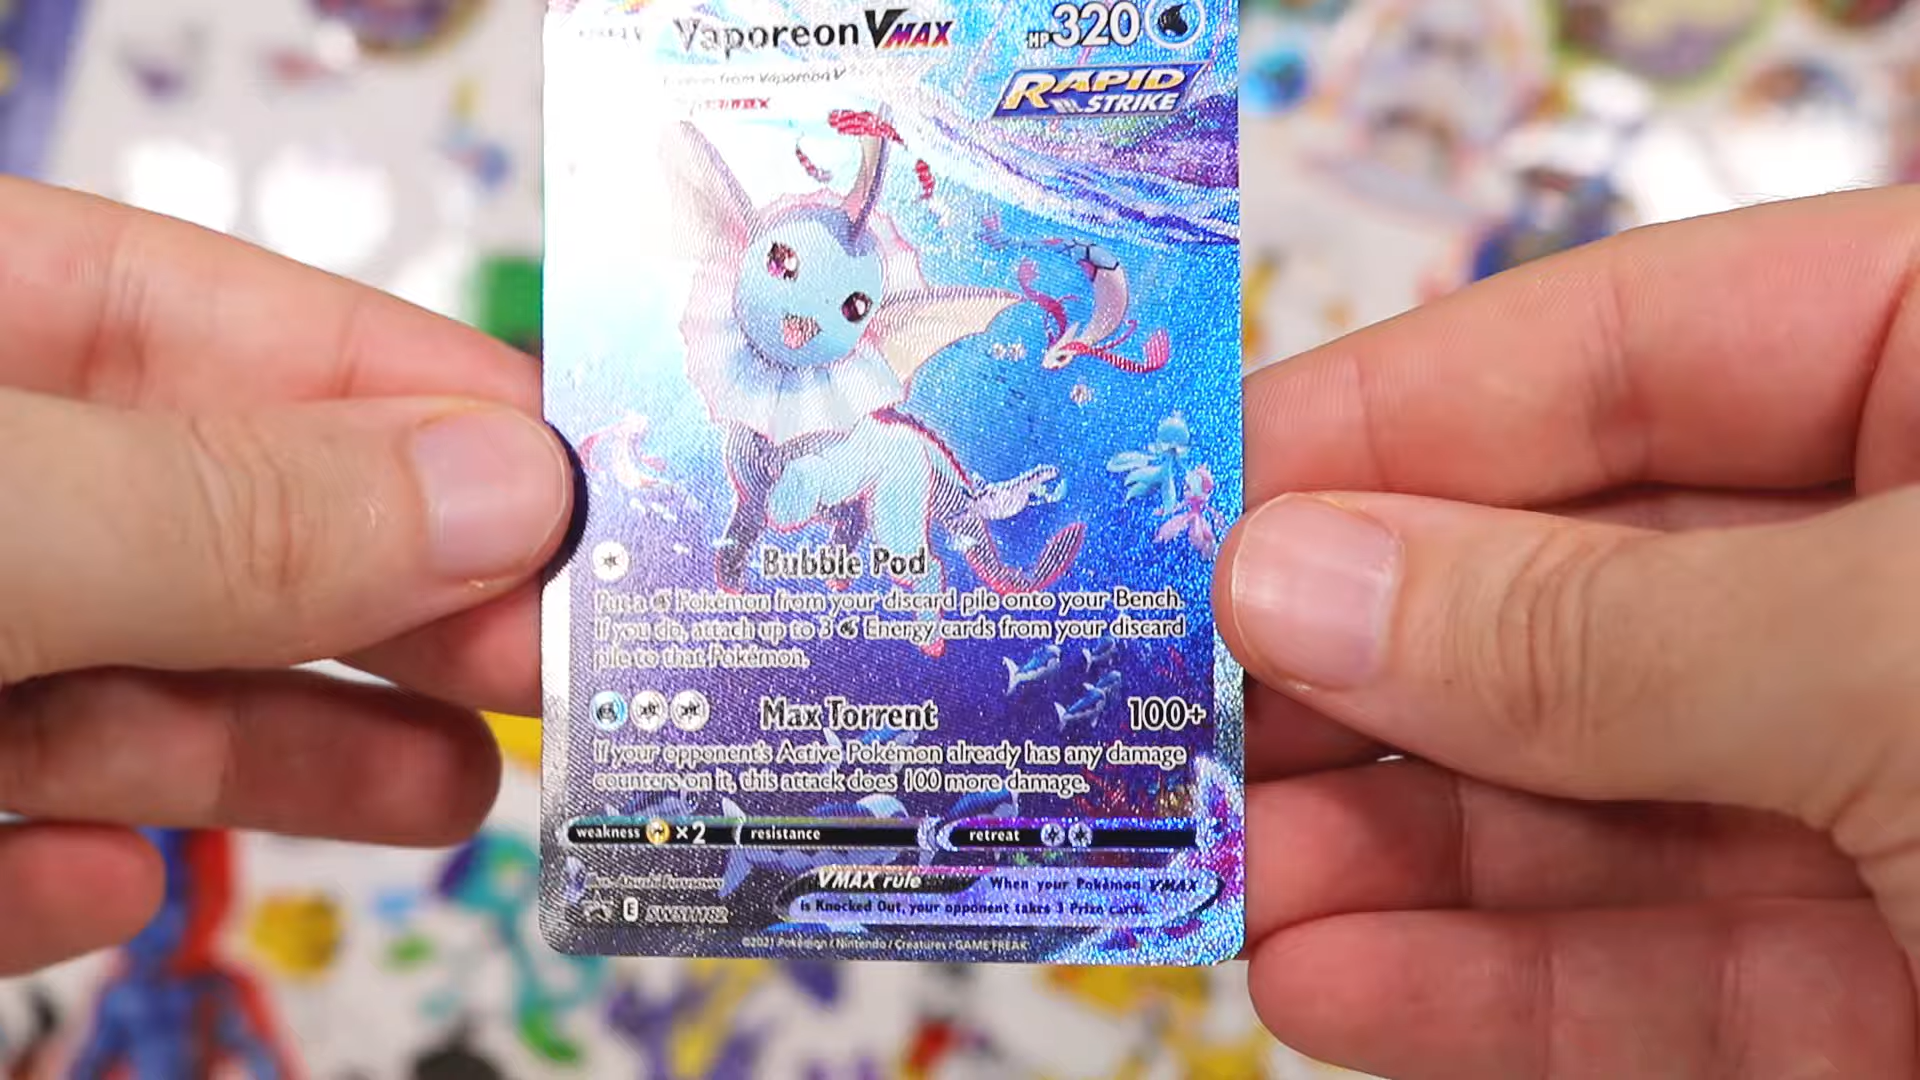 Vaporeon VMAX HP 320
Evolves from Vaporeon V
RAPID
STRIKE
Bubble Pod
Put a Pokémon from your discard pile onto your Bench.
If you do, attach up to 3 Energy cards from your discard
pile to that Pokémon.
Max Torrent 100+
If your opponent's Active Pokémon already has any damage
counters on it, this attack does 100 more damage.
weakness ×2 resistance retreat
VMAX rule When your Pokémon VMAX
is Knocked Out, your opponent takes 3 Prize cards.
E SWSH182
©2021 Pokémon / Nintendo / Creatures / GAME FREAK